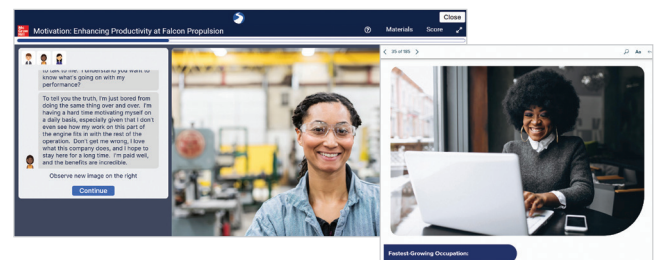 Close
Motivation: Enhancing Productivity at Falcon Propulsion
Materials
Score
to talk to me. I understand you want to
know what's going on with my
performance?
To tell you the truth, I'm just bored from
doing the same thing over and over. I'm
having a hard time motivating myself on
a daily basis, especially given that I don't
even see how my work on this part of
the engine fits in with the rest of the
operation. Don't get me wrong, I love
what this company does, and I hope to
stay here for a long time. I'm paid well,
and the benefits are incredible.
Observe new image on the right
Continue
35 of 185
Aa
Fastest-Growing Occupation: